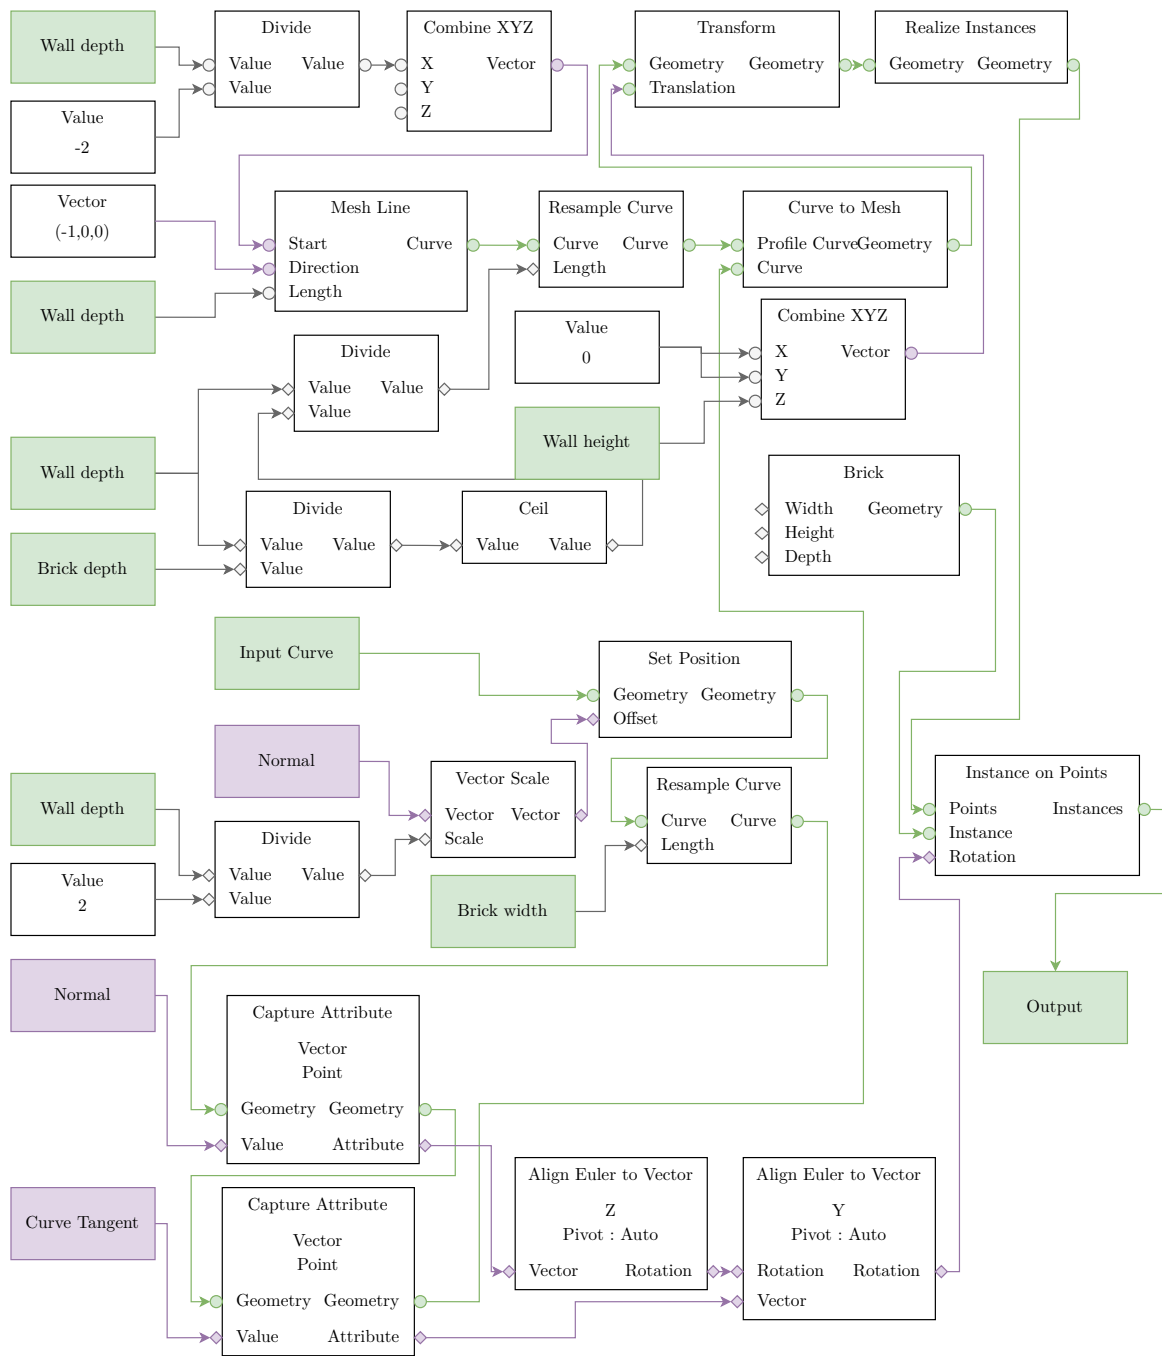 Wall depth
Value
-2
Divide
Value Value
Value
Combine XYZ
X Vector
Y
Z
Transform
Geometry Geometry
Translation
Realize Instances
Geometry Geometry
Vector
(-1,0,0)
Wall depth
Mesh Line
Start Curve
Direction
Length
Resample Curve
Curve Curve
Length
Curve to Mesh
Profile Curve Geometry
Curve
Divide
Value Value
Value
Value
0
Combine XYZ
X Vector
Y
Z
Wall height
Wall depth
Brick depth
Divide
Value Value
Value
Ceil
Value Value
Brick
Width Geometry
Height
Depth
Input Curve
Set Position
Geometry Geometry
Offset
Normal
Wall depth
Value
2
Divide
Value Value
Value
Vector Scale
Vector Vector
Scale
Resample Curve
Curve Curve
Length
Brick width
Instance on Points
Points Instances
Instance
Rotation
Output
Normal
Capture Attribute
Vector
Point
Geometry Geometry
Value Attribute
Curve Tangent
Capture Attribute
Vector
Point
Geometry Geometry
Value Attribute
Align Euler to Vector
Z
Pivot : Auto
Vector Rotation
Align Euler to Vector
Y
Pivot : Auto
Rotation Rotation
Vector